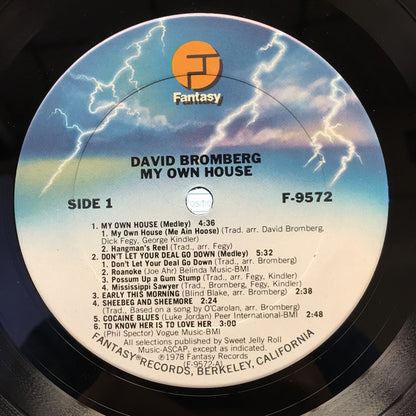 Fantasy
DAVID BROMBERG
MY OWN HOUSE
SIDE 1
F-9572
1. MY OWN HOUSE (Medley) 4:36
1. My Own House (Me Ain Hoose) (Trad. arr. David Bromberg,
Dick Fegy, George Kindler)
2. Hangman's Reel (Trad. arr. Fegy)
2. DON'T LET YOUR DEAL GO DOWN (Medley) 5:32
1. Don't Let Your Deal Go Down (Trad., arr. Bromberg)
2. Roanoke (Joe Ahr) Belinda Music-BMI
3. Possum Up a Gum Stump (Trad., arr. Fegy)
4. Mississippi Sawyer (Trad., Bromberg, Fegy, Kindler)
3. EARLY THIS MORNING (Blind Blake, arr. Bromberg) 2:38
4. SHEEBEG AND SHEEMORE 2:24
(Trad., Based on a song by O'Carolan, arr. Bromberg)
5. COCAINE BLUES (Luke Jordan) Peer International-BMI 2:48
6. TO KNOW HER IS TO LOVE HER 3:00
(Phil Spector) Vogue Music-BMI
All selections published by Sweet Jelly Roll
Music-ASCAP, except as indicated.
℗1978 Fantasy Records
(F-9572-A)
FANTASY RECORDS, BERKELEY, CALIFORNIA